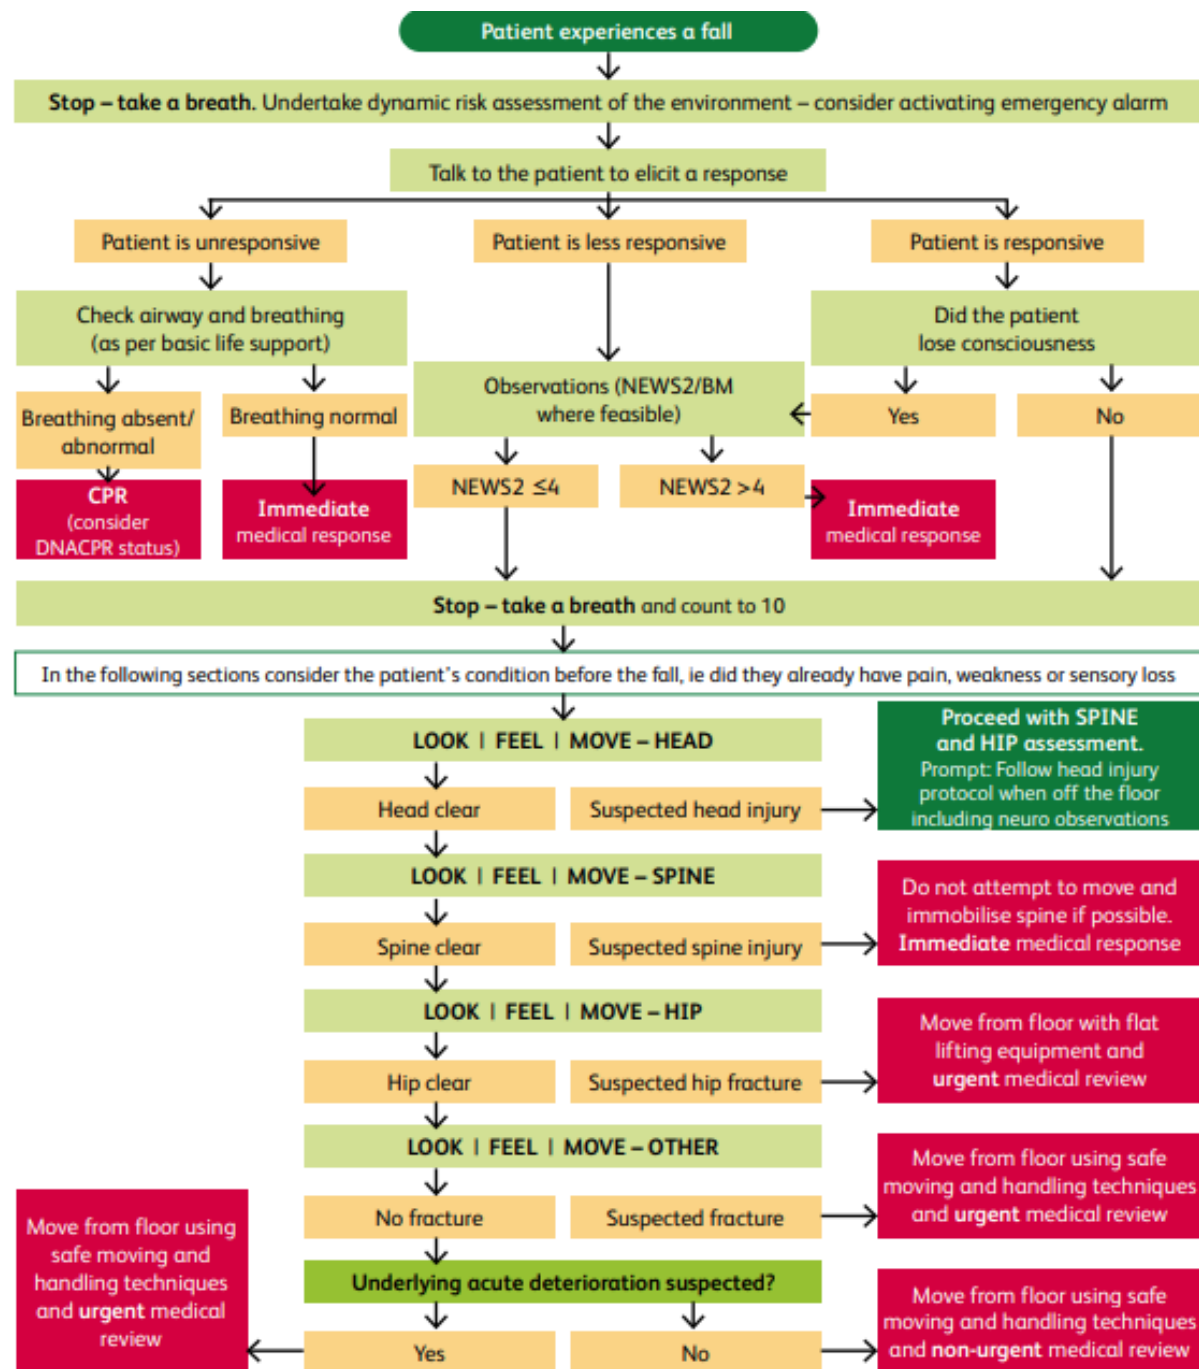 Patient experiences a fall
Stop – take a breath. Undertake dynamic risk assessment of the environment – consider activating emergency alarm
Talk to the patient to elicit a response
Patient is unresponsive
Patient is less responsive
Patient is responsive
Check airway and breathing
(as per basic life support)
Did the patient
lose consciousness
Observations (NEWS2/BM
where feasible)
Breathing absent/
abnormal
Breathing normal
Yes
No
NEWS2 ≤4
NEWS2 >4
CPR
(consider
DNACPR status)
Immediate
medical response
Immediate
medical response
Stop – take a breath and count to 10
In the following sections consider the patient's condition before the fall, ie did they already have pain, weakness or sensory loss
LOOK | FEEL | MOVE – HEAD
Head clear
Suspected head injury
Proceed with SPINE
and HIP assessment.
Prompt: Follow head injury
protocol when off the floor
including neuro observations
LOOK | FEEL | MOVE – SPINE
Spine clear
Suspected spine injury
Do not attempt to move and
immobilise spine if possible.
Immediate medical response
LOOK | FEEL | MOVE – HIP
Hip clear
Suspected hip fracture
Move from floor with flat
lifting equipment and
urgent medical review
LOOK | FEEL | MOVE – OTHER
No fracture
Suspected fracture
Move from floor using safe
moving and handling techniques
and urgent medical review
Underlying acute deterioration suspected?
Yes
No
Move from floor using
safe moving and
handling techniques
and urgent medical
review
Move from floor using safe
moving and handling techniques
and non-urgent medical review